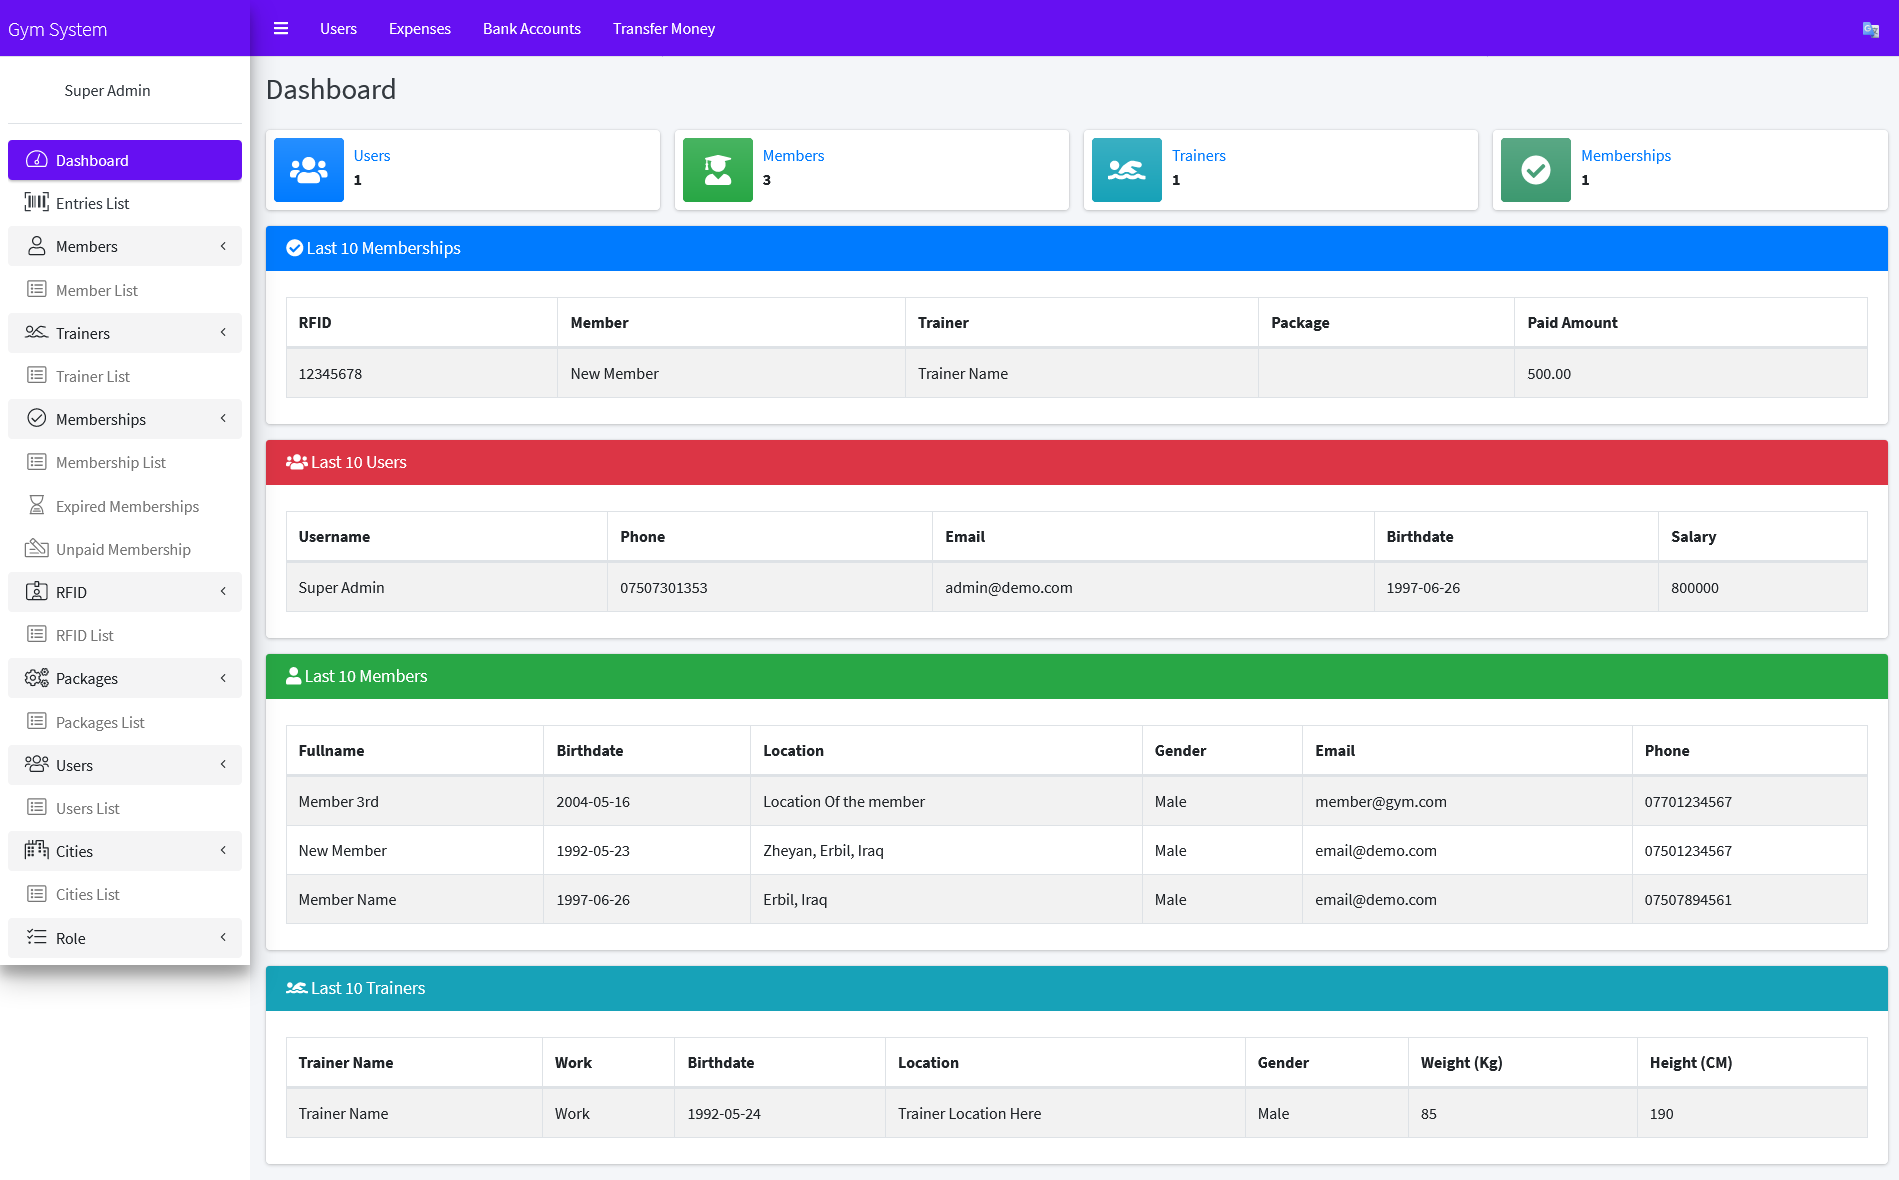 Gym System
Users Expenses Bank Accounts Transfer Money
Super Admin
Dashboard
Entries List
Members
Member List
Trainers
Trainer List
Memberships
Membership List
Expired Memberships
Unpaid Membership
RFID
RFID List
Packages
Packages List
Users
Users List
Cities
Cities List
Role
Dashboard
Users
1
Members
3
Trainers
1
Memberships
1
Last 10 Memberships
RFID Member Trainer Package Paid Amount
12345678 New Member Trainer Name 500.00
Last 10 Users
Username Phone Email Birthdate Salary
Super Admin 07507301353 admin@demo.com 1997-06-26 800000
Last 10 Members
Fullname Birthdate Location Gender Email Phone
Member 3rd 2004-05-16 Location Of the member Male member@gym.com 07701234567
New Member 1992-05-23 Zheyan, Erbil, Iraq Male email@demo.com 07501234567
Member Name 1997-06-26 Erbil, Iraq Male email@demo.com 07507894561
Last 10 Trainers
Trainer Name Work Birthdate Location Gender Weight (Kg) Height (CM)
Trainer Name Work 1992-05-24 Trainer Location Here Male 85 190